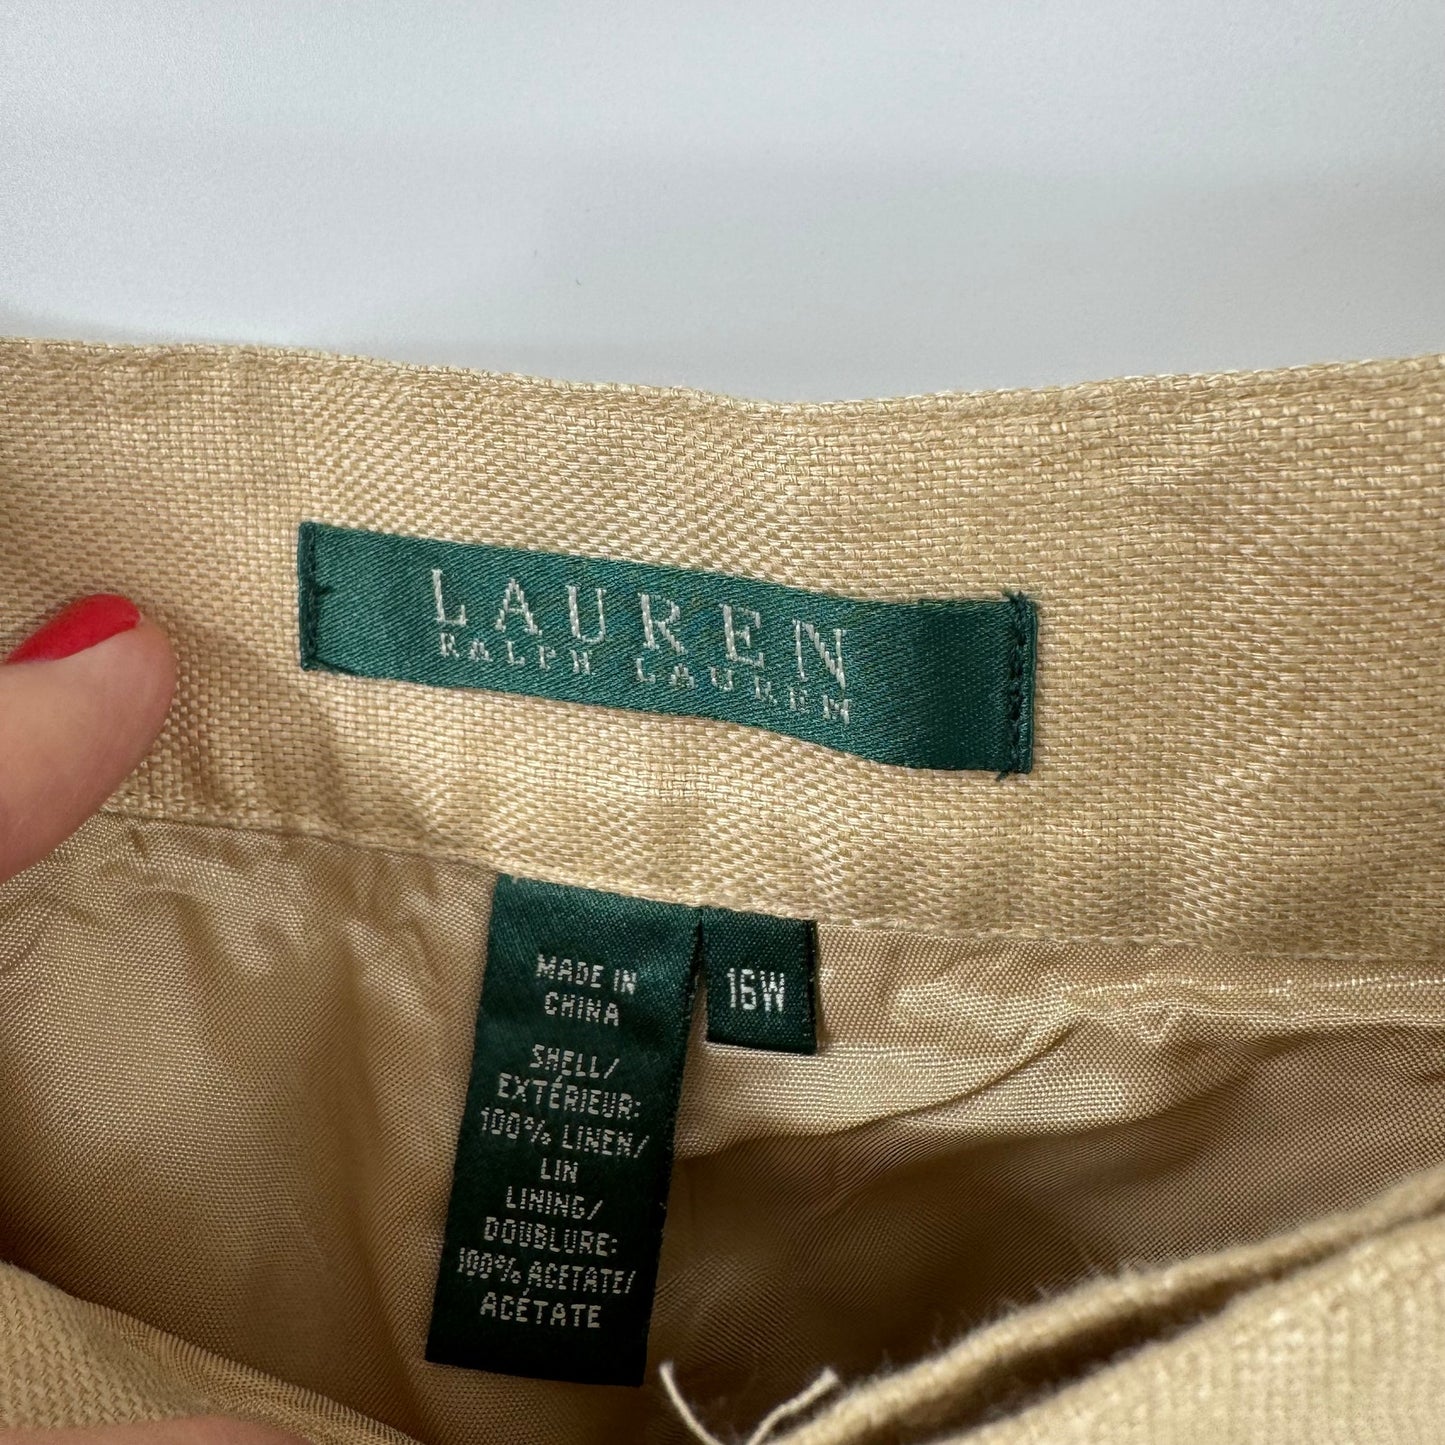 LAUREN
RALPH LAUREN
MADE IN
CHINA
SHELL/
EXTÉRIEUR:
100% LINEN/
LIN
LINING/
DOUBLURE:
100% ACETATE/
ACÉTATE
16W